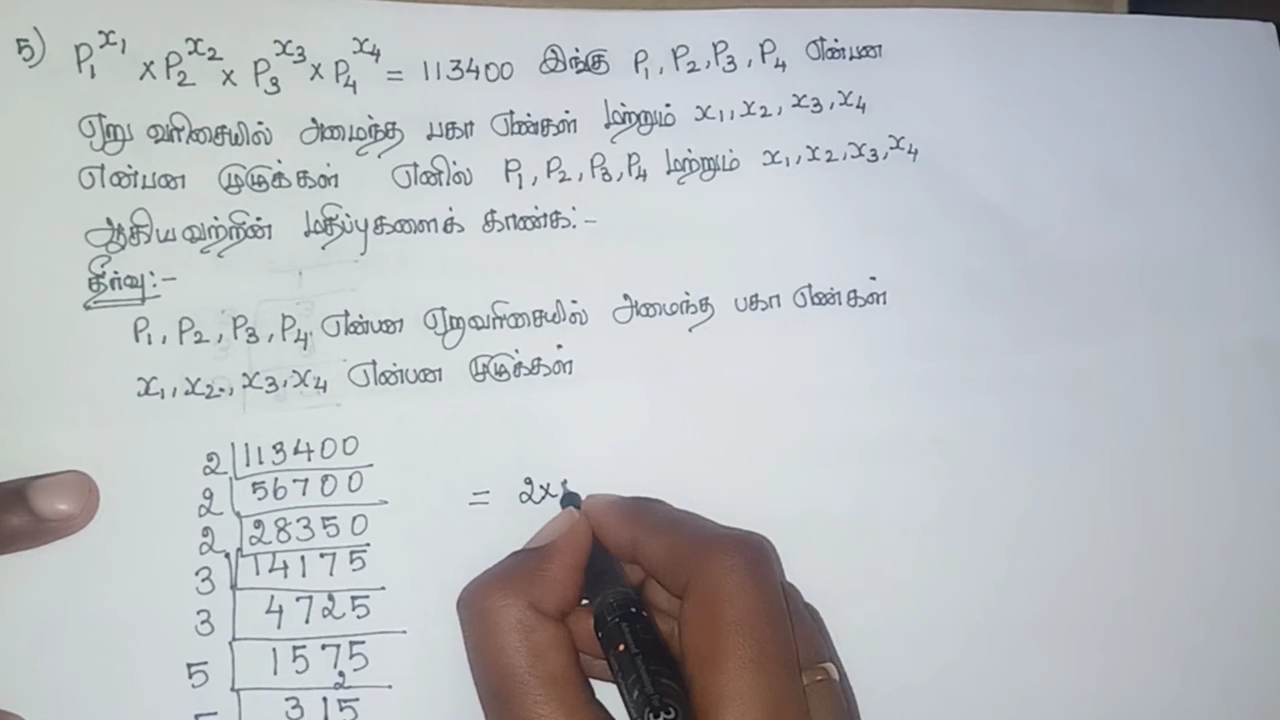 5) P₁^x₁ × P₂^x₂ × P₃^x₃ × P₄^x₄ = 113400 இங்கு P₁, P₂, P₃, P₄ என்பன
ஏறு வரிசையில் அமைந்த பகா எண்கள் மற்றும் x₁, x₂, x₃, x₄
என்பன முழுக்கள் எனில் P₁, P₂, P₃, P₄ மற்றும் x₁, x₂, x₃, x₄
ஆகியவற்றின் மதிப்புகளைக் காண்க:-
தீர்வு:-
P₁, P₂, P₃, P₄, என்பன ஏறுவரிசையில் அமைந்த பகா எண்கள்
x₁, x₂, x₃, x₄ என்பன முழுக்கள்
2 | 113400
2 | 56700 = 2×
2 | 28350
3 | 14175
3 | 4725
5 | 1575
5 | 315